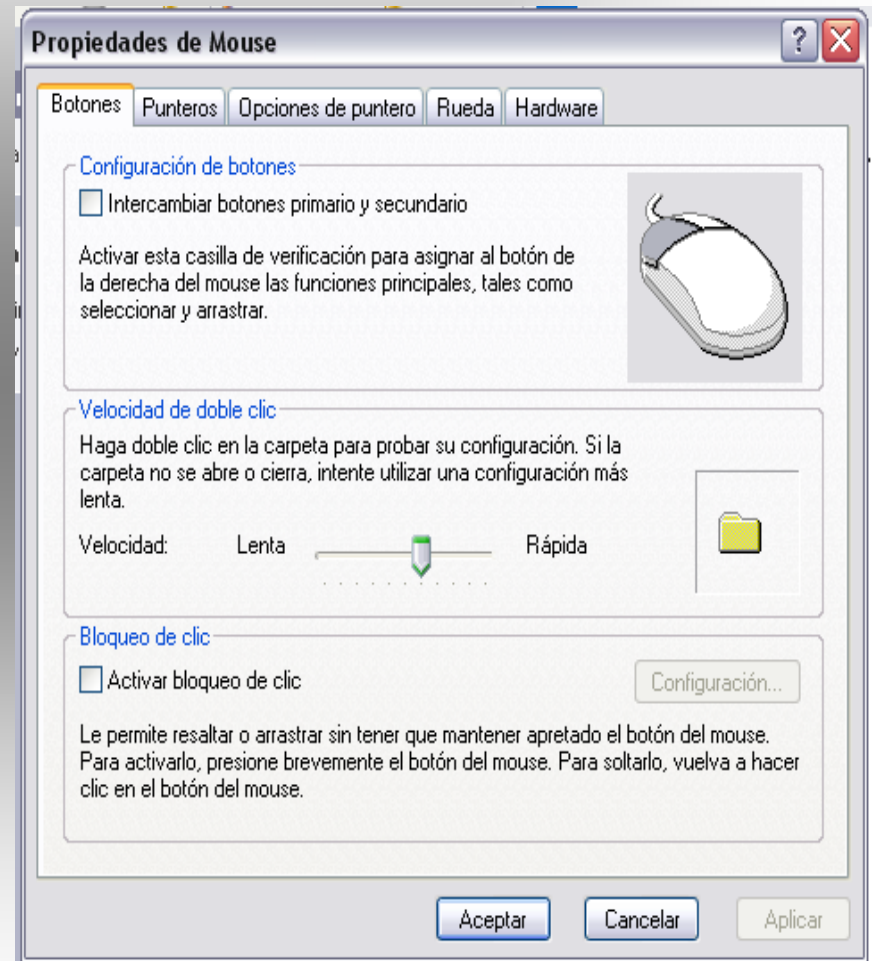 Propiedades de Mouse
Botones Punteros Opciones de puntero Rueda Hardware
Configuración de botones
Intercambiar botones primario y secundario
Activar esta casilla de verificación para asignar al botón de
la derecha del mouse las funciones principales, tales como
seleccionar y arrastrar.
Velocidad de doble clic
Haga doble clic en la carpeta para probar su configuración. Si la
carpeta no se abre o cierra, intente utilizar una configuración más
lenta.
Velocidad: Lenta Rápida
Bloqueo de clic
Activar bloqueo de clic
Configuración...
Le permite resaltar o arrastrar sin tener que mantener apretado el botón del mouse.
Para activarlo, presione brevemente el botón del mouse. Para soltarlo, vuelva a hacer
clic en el botón del mouse.
Aceptar Cancelar Aplicar